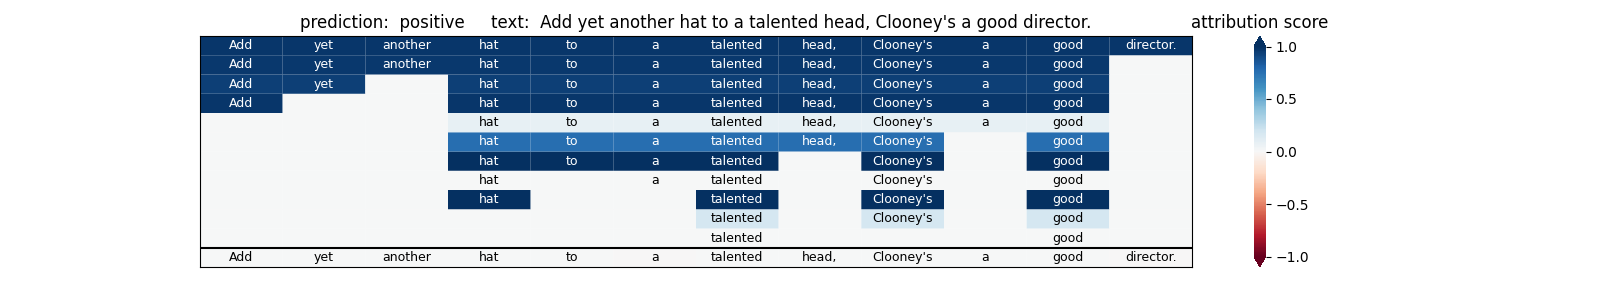 prediction:  positive     text:  Add yet another hat to a talented head, Clooney's a good director.
attribution score
Add yet another hat to a talented head, Clooney's a good director.
Add yet another hat to a talented head, Clooney's a good
Add yet hat to a talented head, Clooney's a good
Add hat to a talented head, Clooney's a good
hat to a talented head, Clooney's a good
hat to a talented head, Clooney's good
hat to a talented Clooney's good
hat a talented Clooney's good
hat talented Clooney's good
talented Clooney's good
talented good
Add yet another hat to a talented head, Clooney's a good director.
1.0
0.5
0.0
−0.5
−1.0